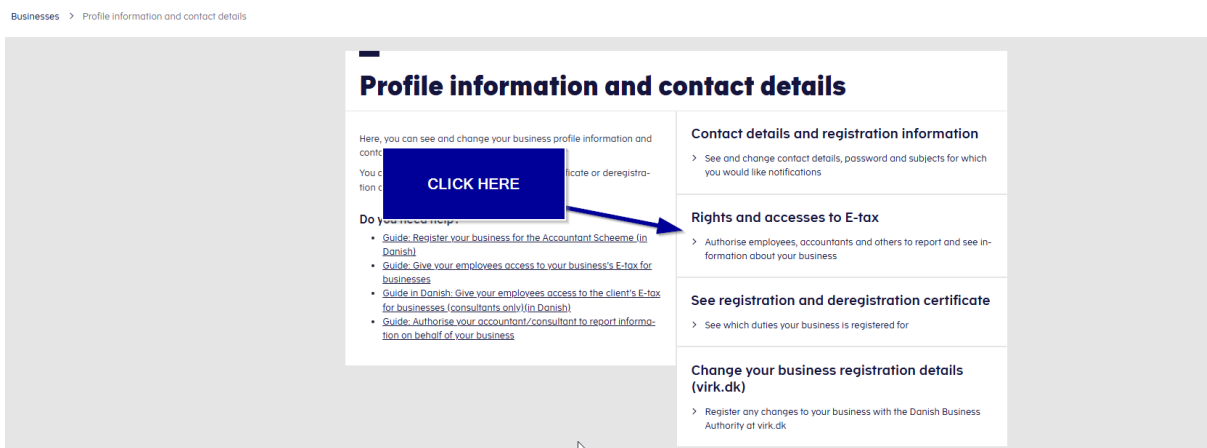 Businesses > Profile information and contact details
Profile information and contact details
Here, you can see and change your business profile information and
You c
ficate or deregistra-
tion
CLICK HERE
Do you need help?
• Guide: Register your business for the Accountant Scheeme (in
Danish)
• Guide: Give your employees access to your business's E-tax for
businesses
• Guide in Danish: Give your employees access to the client's E-tax
for businesses (consultants only)(in Danish)
• Guide: Authorise your accountant/consultant to report informa-
tion on behalf of your business
Contact details and registration information
> See and change contact details, password and subjects for which
you would like notifications
Rights and accesses to E-tax
> Authorise employees, accountants and others to report and see in-
formation about your business
See registration and deregistration certificate
> See which duties your business is registered for
Change your business registration details
(virk.dk)
> Register any changes to your business with the Danish Business
Authority at virk.dk